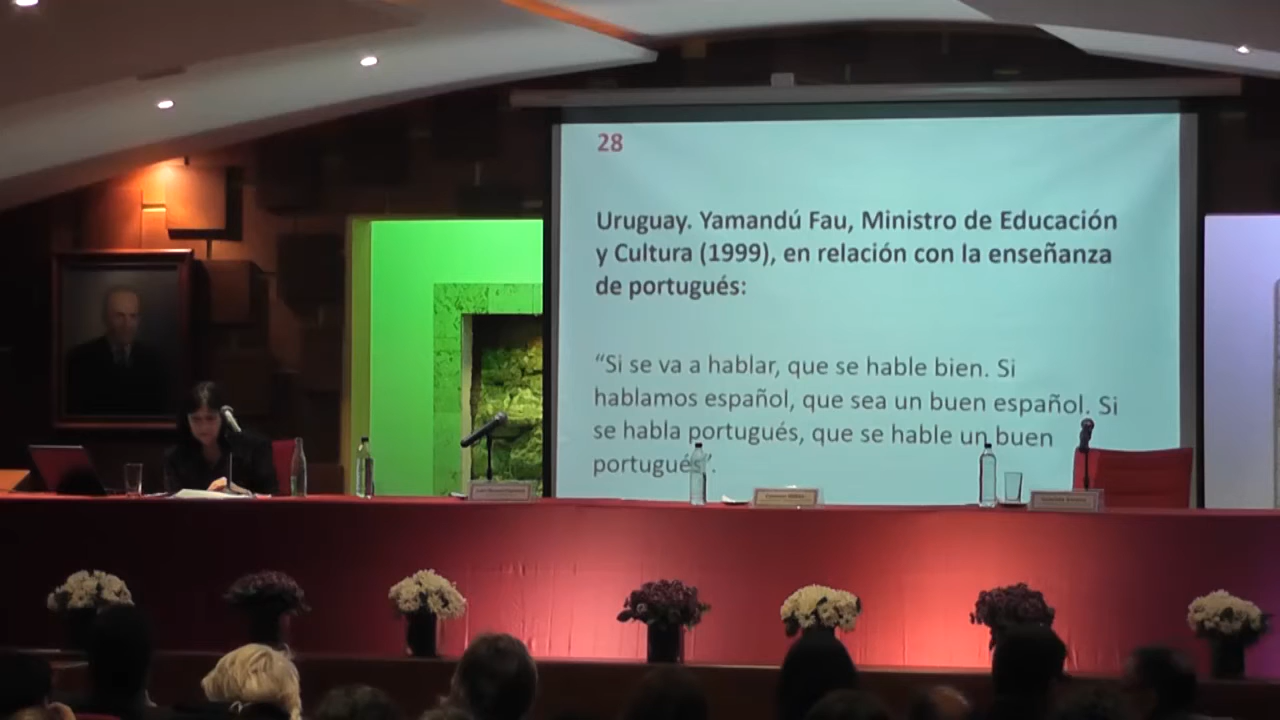 28
Uruguay. Yamandú Fau, Ministro de Educación
y Cultura (1999), en relación con la enseñanza
de portugués:
“Si se va a hablar, que se hable bien. Si
hablamos español, que sea un buen español. Si
se habla portugués, que se hable un buen
portugués”.